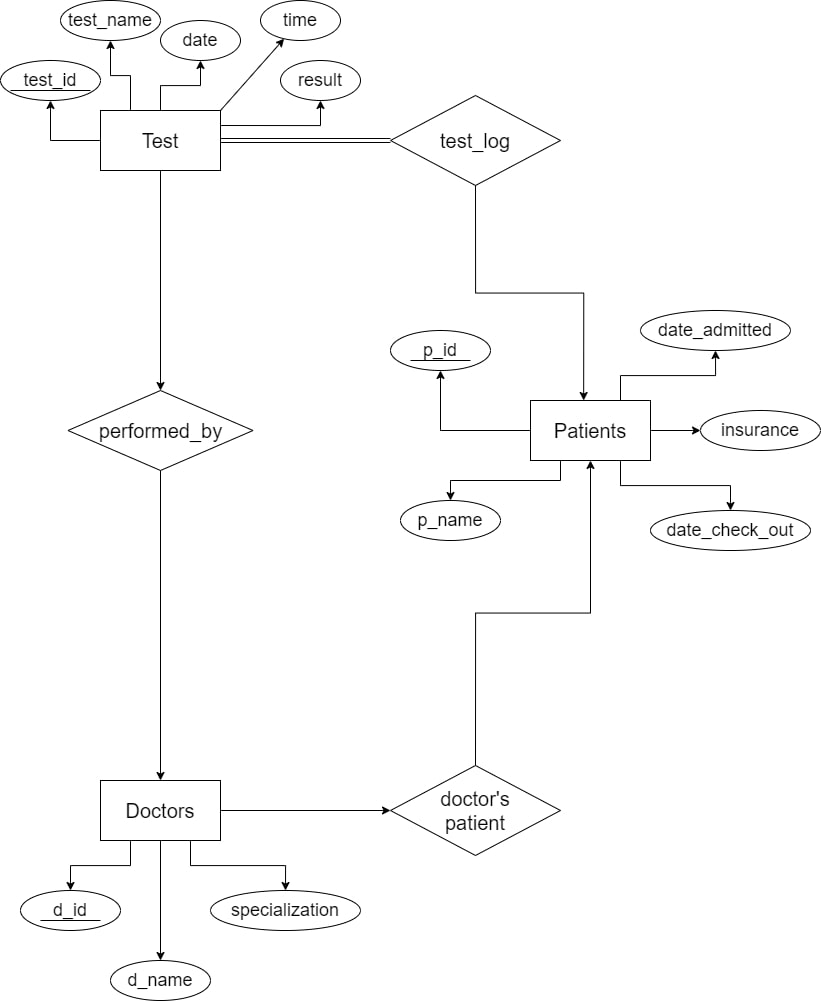 test_name
time
date
test_id
result
Test
test_log
date_admitted
p_id
performed_by
Patients
insurance
p_name
date_check_out
doctor's
patient
Doctors
d_id
specialization
d_name